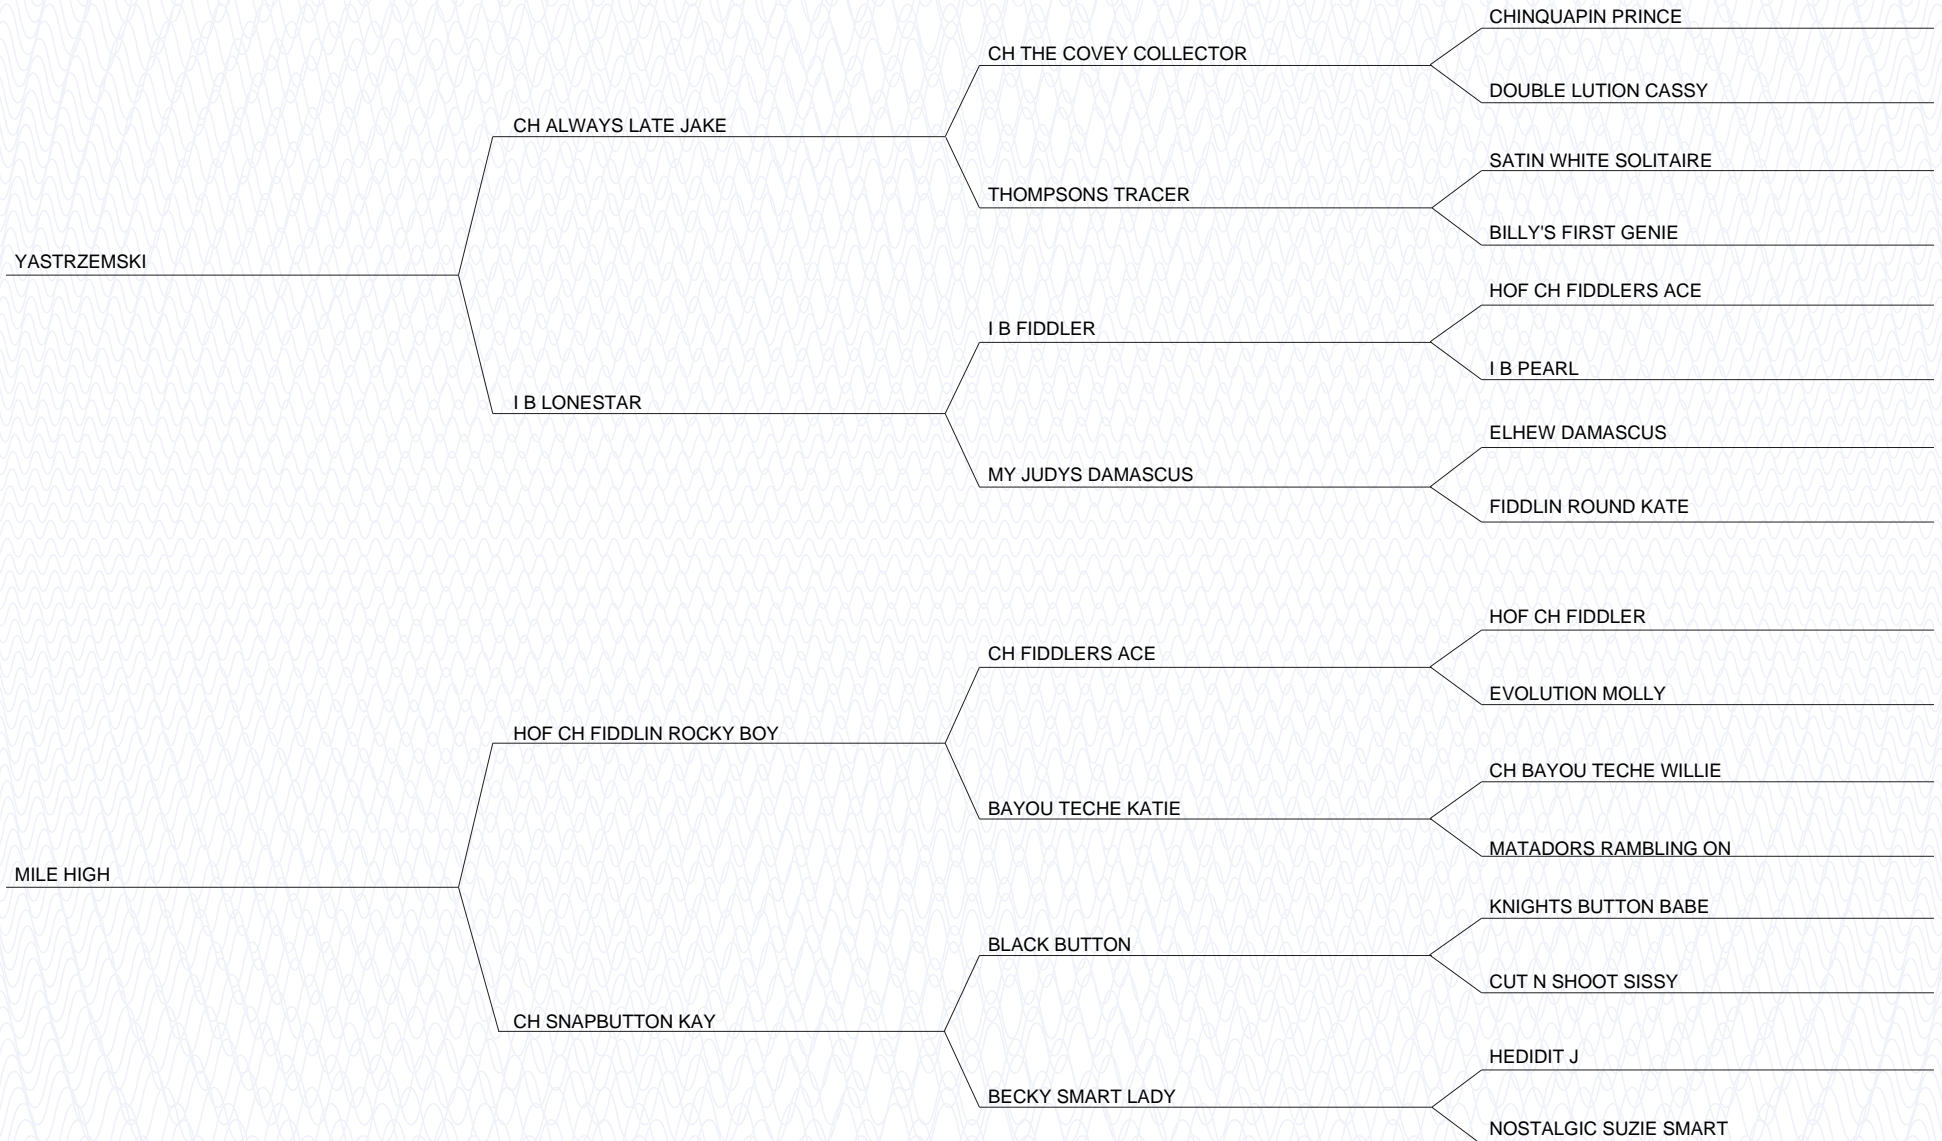 CHINQUAPIN PRINCE
CH THE COVEY COLLECTOR
DOUBLE LUTION CASSY
CH ALWAYS LATE JAKE
SATIN WHITE SOLITAIRE
THOMPSONS TRACER
BILLY'S FIRST GENIE
YASTRZEMSKI
HOF CH FIDDLERS ACE
I B FIDDLER
I B PEARL
I B LONESTAR
ELHEW DAMASCUS
MY JUDYS DAMASCUS
FIDDLIN ROUND KATE
HOF CH FIDDLER
CH FIDDLERS ACE
EVOLUTION MOLLY
HOF CH FIDDLIN ROCKY BOY
CH BAYOU TECHE WILLIE
BAYOU TECHE KATIE
MATADORS RAMBLING ON
MILE HIGH
KNIGHTS BUTTON BABE
BLACK BUTTON
CUT N SHOOT SISSY
CH SNAPBUTTON KAY
HEDIDIT J
BECKY SMART LADY
NOSTALGIC SUZIE SMART